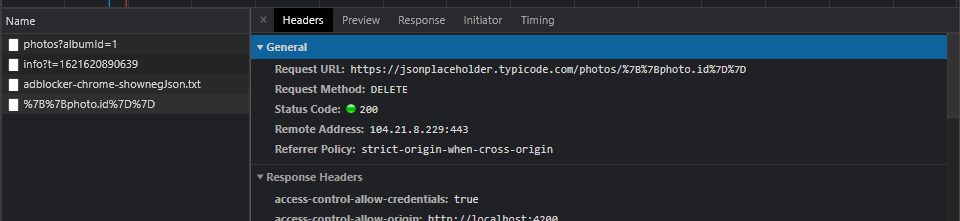 Name
× Headers Preview Response Initiator Timing
photos?albumId=1
info?t=1621620890639
adblocker-chrome-shownegJson.txt
%7B%7Bphoto.id%7D%7D
▼ General
Request URL: https://jsonplaceholder.typicode.com/photos/%7B%7Bphoto.id%7D%7D
Request Method: DELETE
Status Code: 200
Remote Address: 104.21.8.229:443
Referrer Policy: strict-origin-when-cross-origin
▼ Response Headers
access-control-allow-credentials: true
access-control-allow-origin: http://localhost:4200